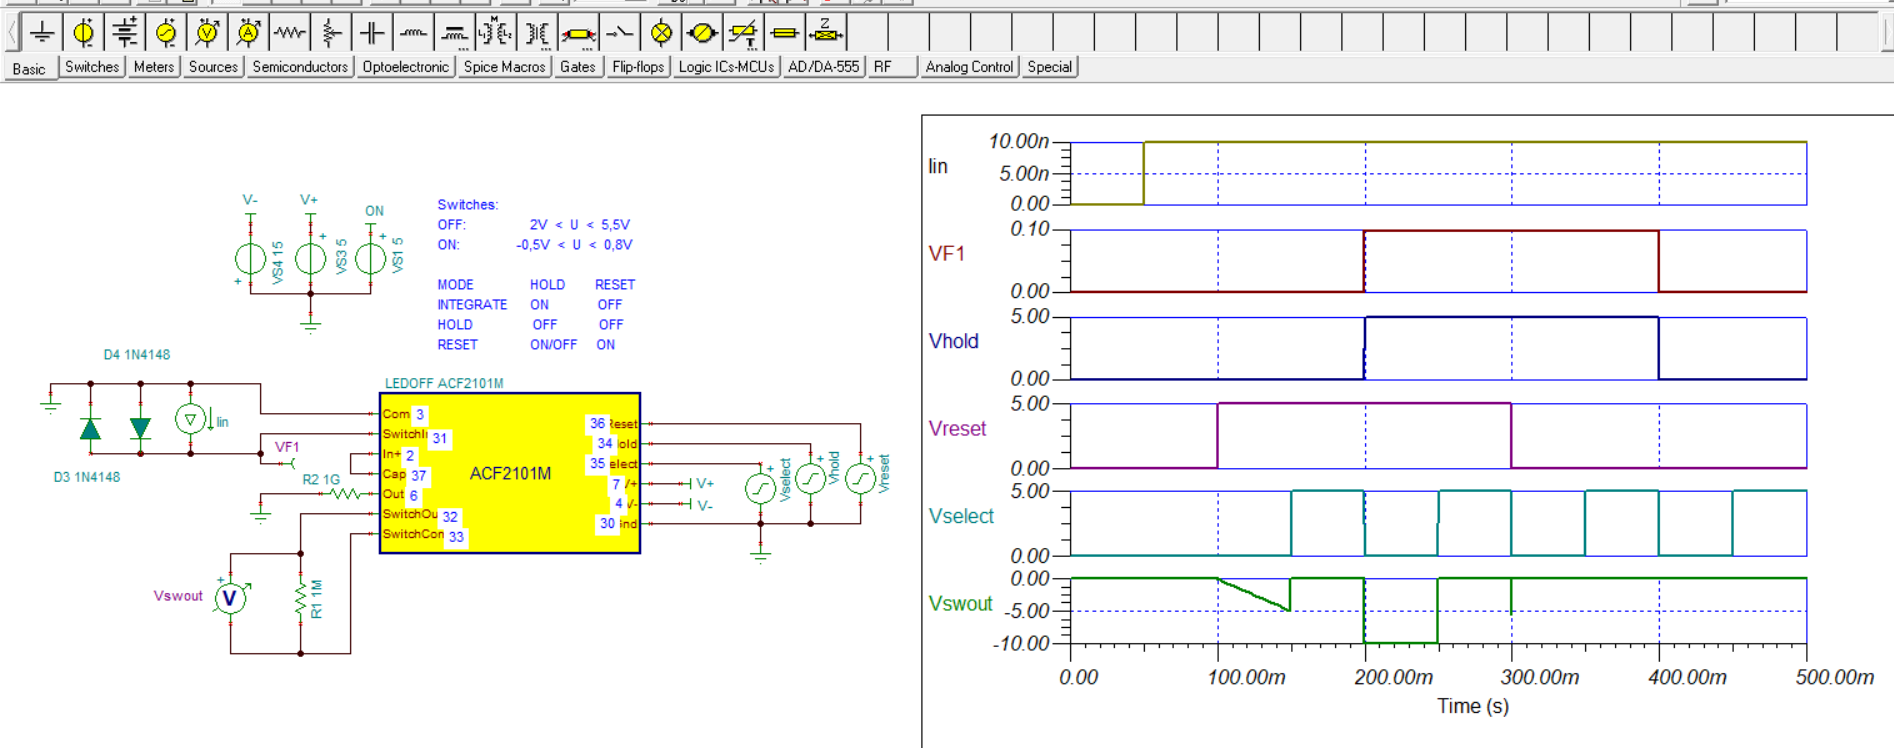 Basic Switches Meters Sources Semiconductors Optoelectronic Spice Macros Gates Flip-flops Logic ICs-MCUs AD/DA-555 RF Analog Control Special
V- V+ ON
VS4 15 VS3 5 VS1 5
Switches:
OFF: 2V < U < 5,5V
ON: -0,5V < U < 0,8V
MODE HOLD RESET
INTEGRATE ON OFF
HOLD OFF OFF
RESET ON/OFF ON
D4 1N4148
D3 1N4148
Iin
VF1
R2 1G
LEDOFF ACF2101M
Com 3
SwitchI 31
In+ 2
Cap 37
Out 6
SwitchOu 32
SwitchCon 33
ACF2101M
36 Reset
34 old
35 elect
7 /+
4 /-
30 ind
V+
V-
Vselect
Vhold
Vreset
Vswout
V
R1 1M
Iin
10.00n
5.00n
0.00
VF1
0.10
0.00
Vhold
5.00
0.00
Vreset
5.00
0.00
Vselect
5.00
0.00
Vswout
0.00
-5.00
-10.00
0.00 100.00m 200.00m 300.00m 400.00m 500.00m
Time (s)